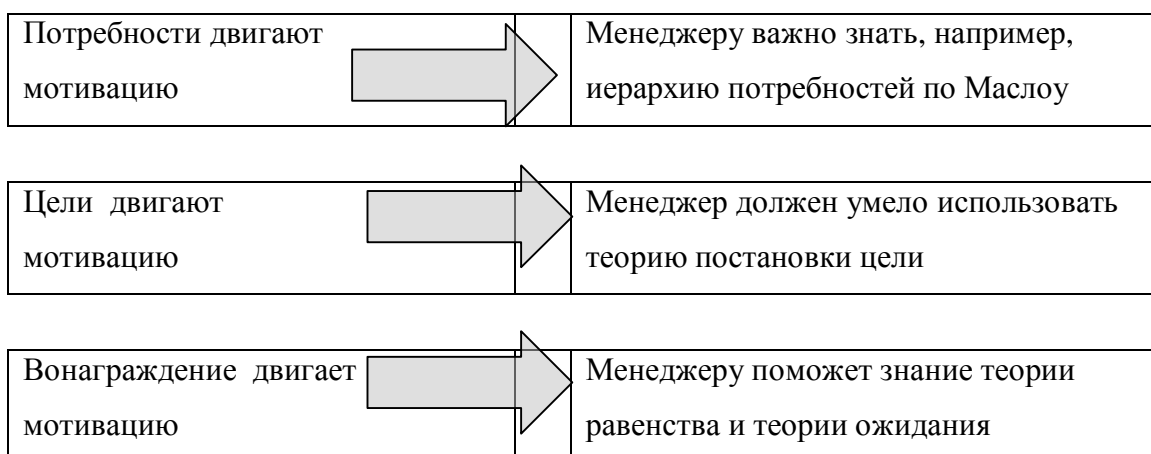 Потребности двигают
мотивацию
Менеджеру важно знать, например,
иерархию потребностей по Маслоу
Цели двигают
мотивацию
Менеджер должен умело использовать
теорию постановки цели
Вонаграждение двигает
мотивацию
Менеджеру поможет знание теории
равенства и теории ожидания